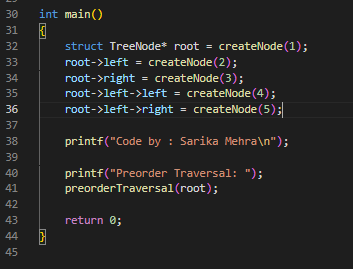 30 int main()
31 {
32 struct TreeNode* root = createNode(1);
33 root->left = createNode(2);
34 root->right = createNode(3);
35 root->left->left = createNode(4);
36 root->left->right = createNode(5);
37
38 printf("Code by : Sarika Mehra\n");
39
40 printf("Preorder Traversal: ");
41 preorderTraversal(root);
42
43 return 0;
44 }
45